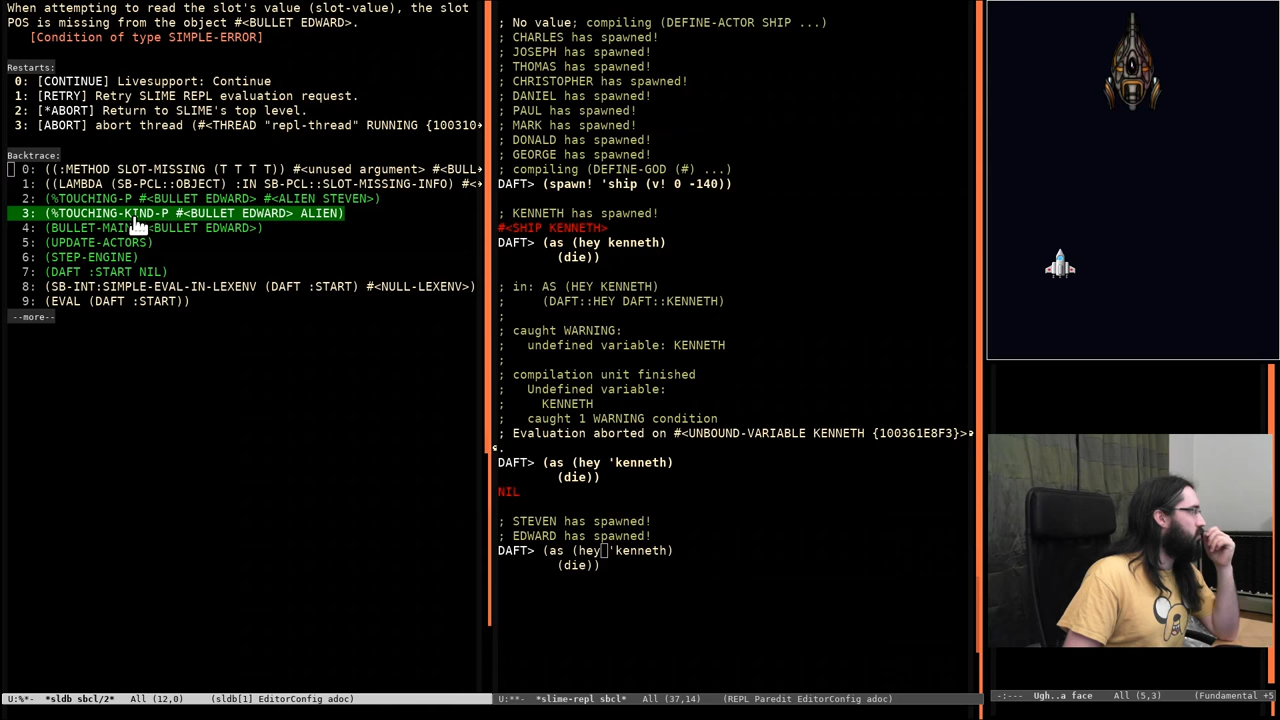 When attempting to read the slot's value (slot-value), the slot
POS is missing from the object #<BULLET EDWARD>.
[Condition of type SIMPLE-ERROR]
Restarts:
0: [CONTINUE] Livesupport: Continue
1: [RETRY] Retry SLIME REPL evaluation request.
2: [*ABORT] Return to SLIME's top level.
3: [ABORT] abort thread (#<THREAD "repl-thread" RUNNING {100310
Backtrace:
0: ((:METHOD SLOT-MISSING (T T T T)) #<unused argument> #<BULL
1: ((LAMBDA (SB-PCL::OBJECT) :IN SB-PCL::SLOT-MISSING-INFO) #<
2: (%TOUCHING-P #<BULLET EDWARD> #<ALIEN STEVEN>)
3: (%TOUCHING-KIND-P #<BULLET EDWARD> ALIEN)
4: (BULLET-MAIN BULLET EDWARD>)
5: (UPDATE-ACTORS)
6: (STEP-ENGINE)
7: (DAFT :START NIL)
8: (SB-INT:SIMPLE-EVAL-IN-LEXENV (DAFT :START) #<NULL-LEXENV>)
9: (EVAL (DAFT :START))
--more--
U:%*- *sldb sbcl/2* All (12,0) (sldb[1] EditorConfig adoc)
; No value; compiling (DEFINE-ACTOR SHIP ...)
; CHARLES has spawned!
; JOSEPH has spawned!
; THOMAS has spawned!
; CHRISTOPHER has spawned!
; DANIEL has spawned!
; PAUL has spawned!
; MARK has spawned!
; DONALD has spawned!
; GEORGE has spawned!
; compiling (DEFINE-GOD (#) ...)
DAFT> (spawn! 'ship (v! 0 -140))
; KENNETH has spawned!
#<SHIP KENNETH>
DAFT> (as (hey kenneth)
(die))
; in: AS (HEY KENNETH)
; (DAFT::HEY DAFT::KENNETH)
;
; caught WARNING:
; undefined variable: KENNETH
;
; compilation unit finished
; Undefined variable:
; KENNETH
; caught 1 WARNING condition
; Evaluation aborted on #<UNBOUND-VARIABLE KENNETH {100361E8F3}>
.
DAFT> (as (hey 'kenneth)
(die))
NIL
; STEVEN has spawned!
; EDWARD has spawned!
DAFT> (as (hey 'kenneth)
(die))
U:**- *slime-repl sbcl* All (37,14) (REPL Paredit EditorConfig adoc)
-:--- Ugh..a face All (5,3) (Fundamental +5